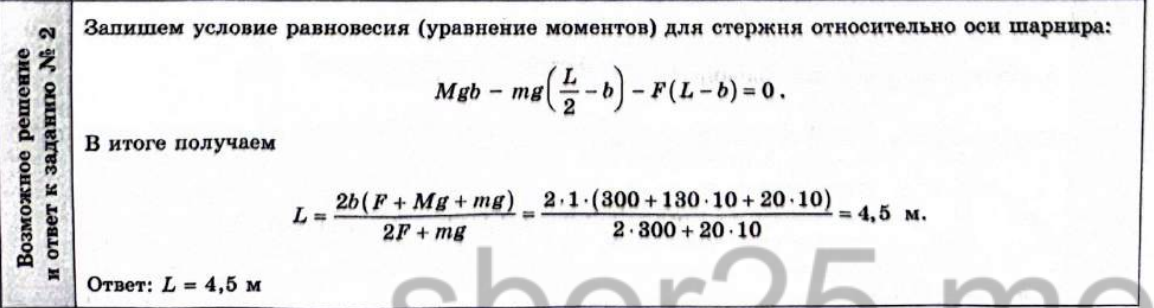 Возможное решение
и ответ к заданию № 2
Запишем условие равновесия (уравнение моментов) для стержня относительно оси шарнира:
Mgb − mg(L/2 − b) − F(L − b) = 0.
В итоге получаем
L = 2b(F + Mg + mg) / (2F + mg) = 2·1·(300 + 130·10 + 20·10) / (2·300 + 20·10) = 4,5 м.
Ответ: L = 4,5 м